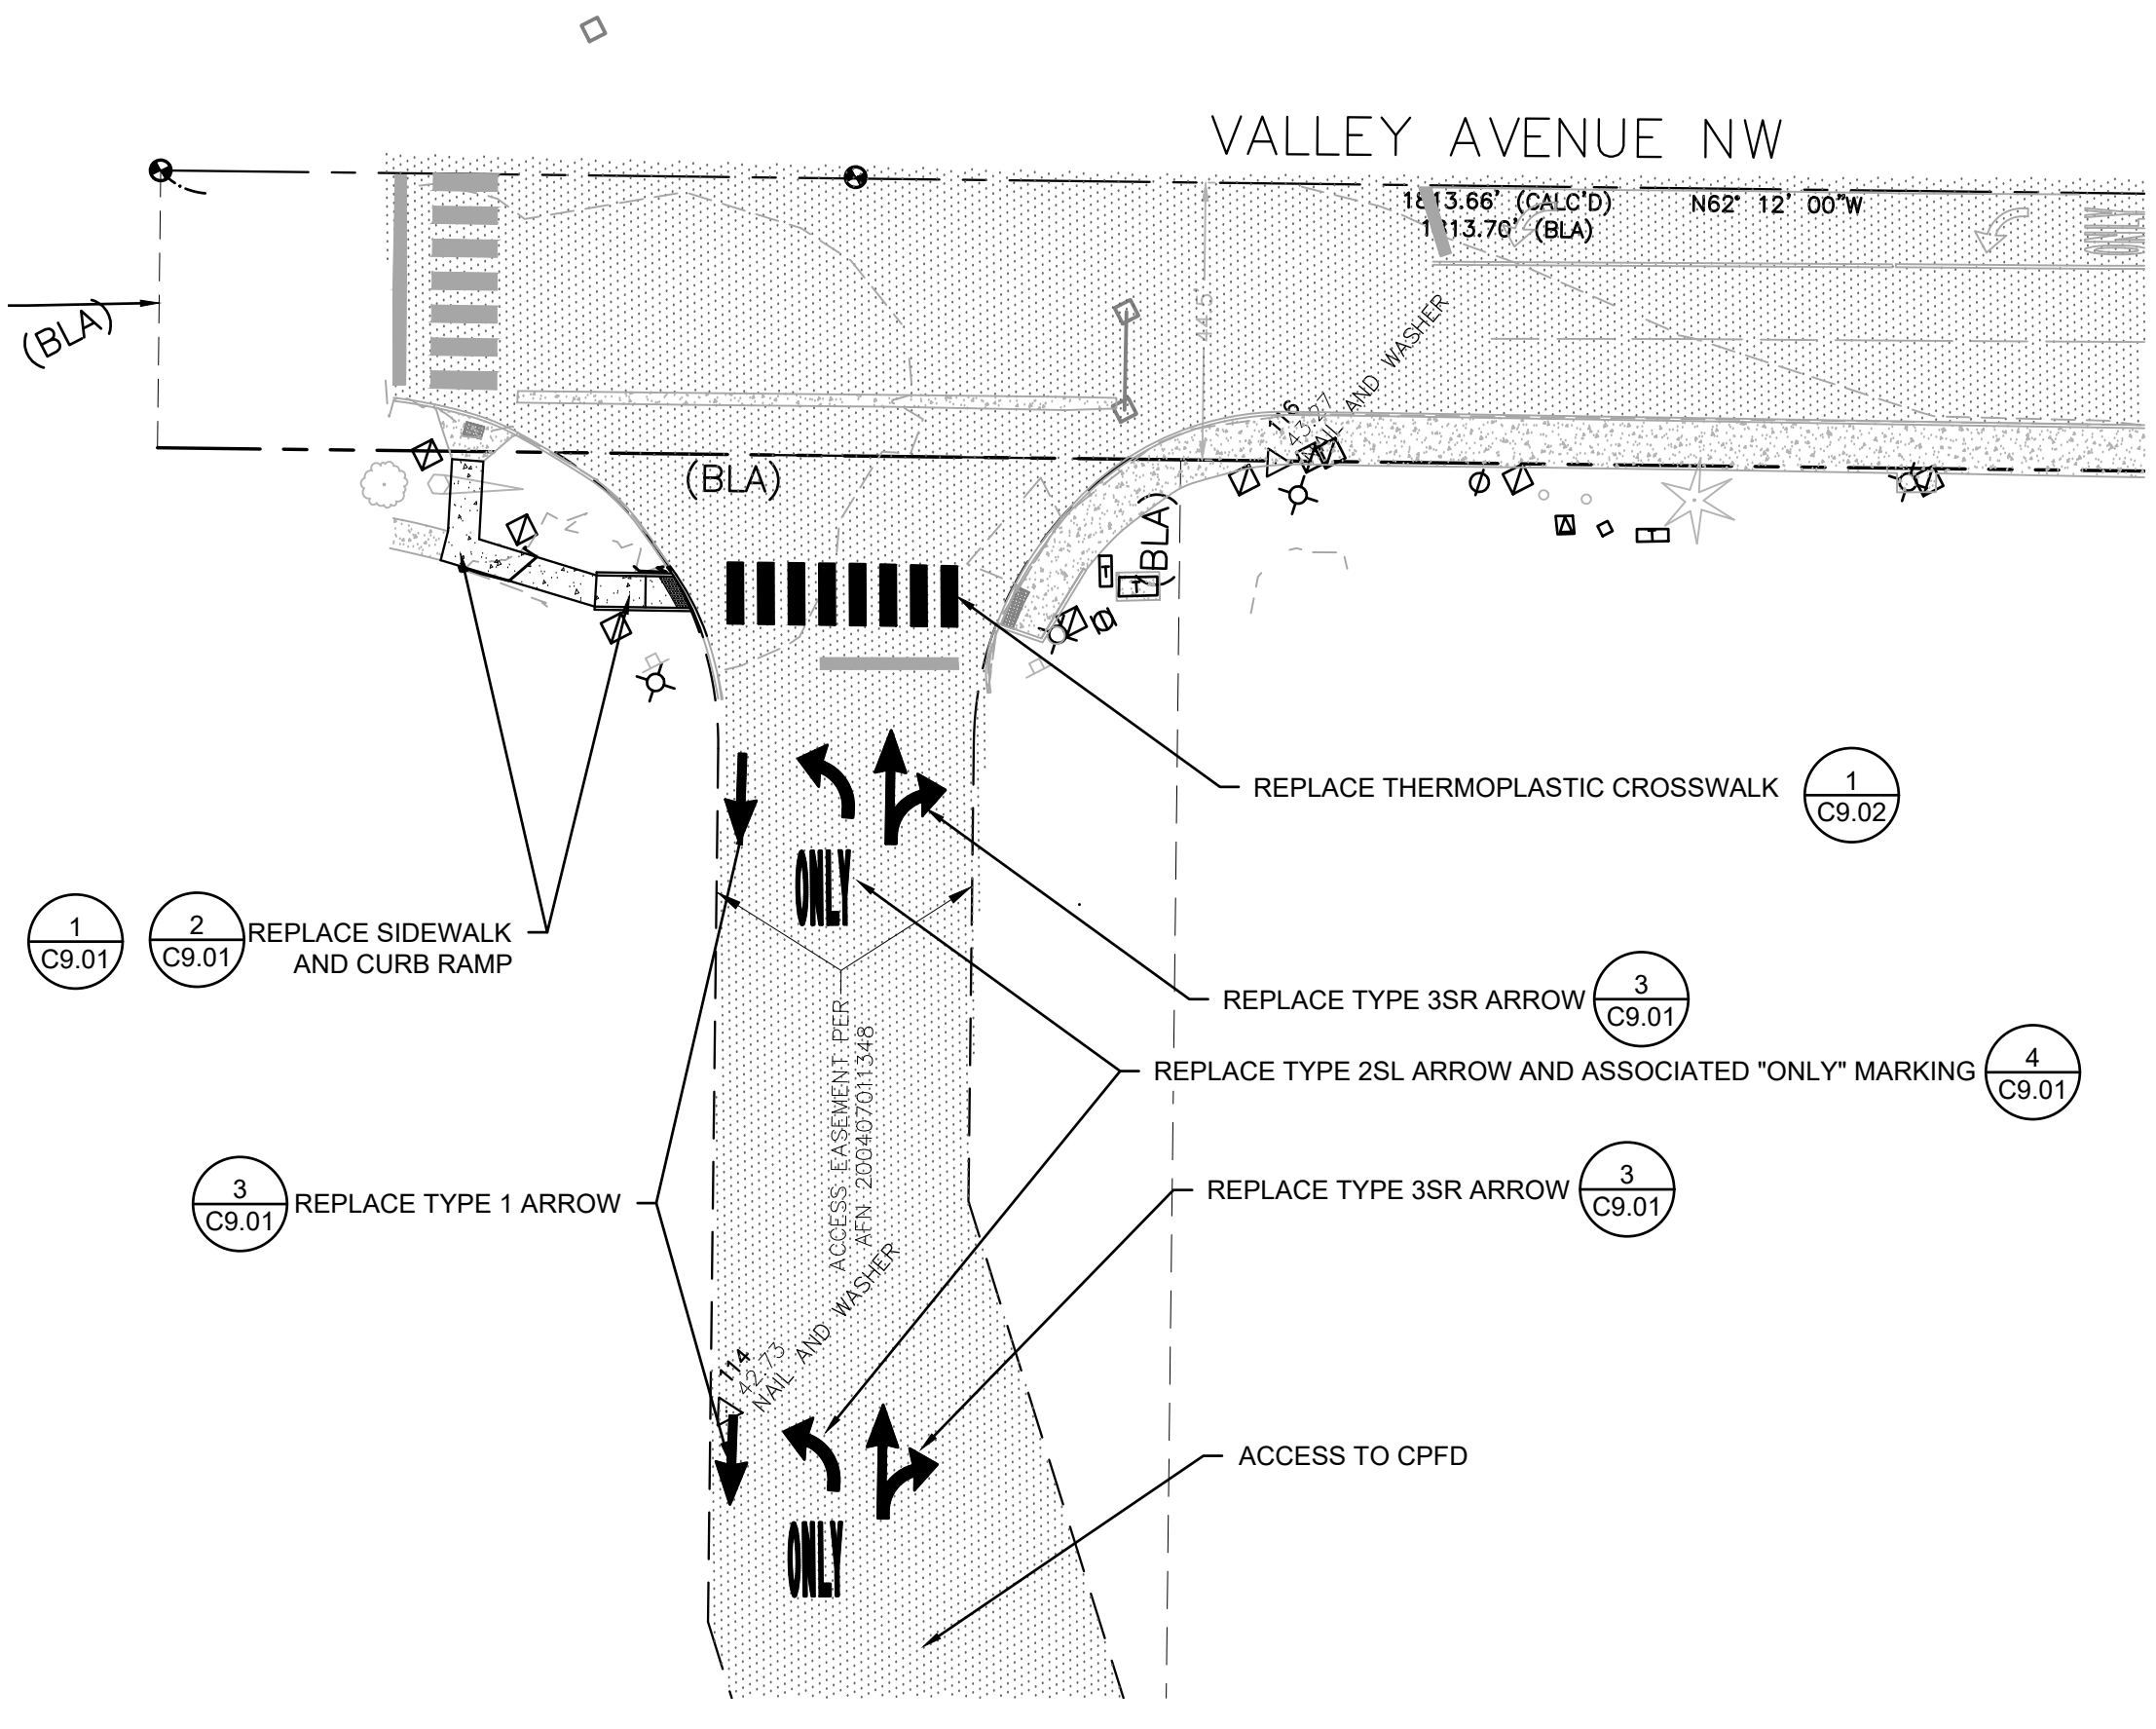 VALLEY AVENUE NW
1813.66' (CALC'D)
N62° 12' 00"W
1813.70' (BLA)
(BLA)
44.5'
116
43.27
NAIL AND WASHER
(BLA)
(BLA)
T
T
T
REPLACE THERMOPLASTIC CROSSWALK
1
C9.02
ONLY
1
C9.01
2
C9.01
REPLACE SIDEWALK
AND CURB RAMP
REPLACE TYPE 3SR ARROW
3
C9.01
ACCESS EASEMENT PER
AFN 200407011348
REPLACE TYPE 2SL ARROW AND ASSOCIATED "ONLY" MARKING
4
C9.01
3
C9.01
REPLACE TYPE 1 ARROW
REPLACE TYPE 3SR ARROW
3
C9.01
114
42.73
NAIL AND WASHER
ACCESS TO CPFD
ONLY